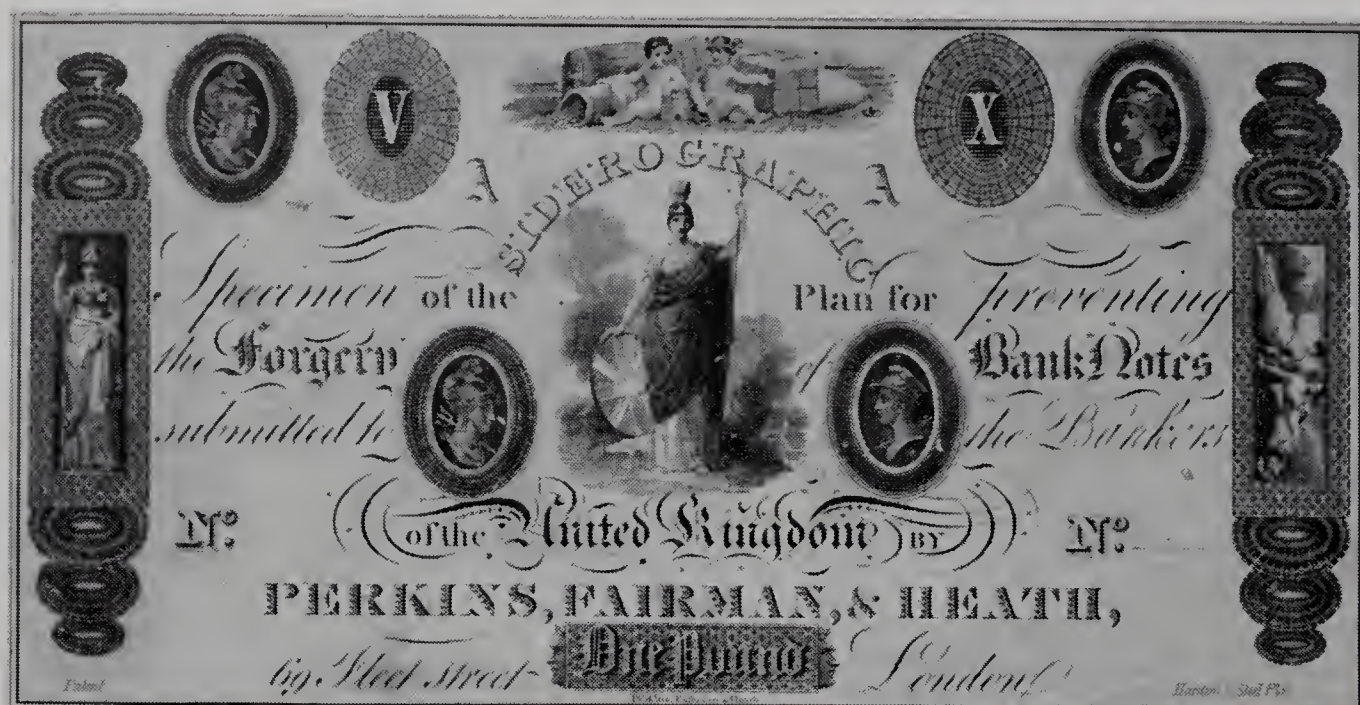 V X
A SIDEROGRAPHIC A
Specimen of the Plan for preventing
the Forgery of Bank Notes
submitted to the Bankers
of the United Kingdom BY
No. No.
PERKINS, FAIRMAN, & HEATH,
69 Fleet Street One Pound London
Patent